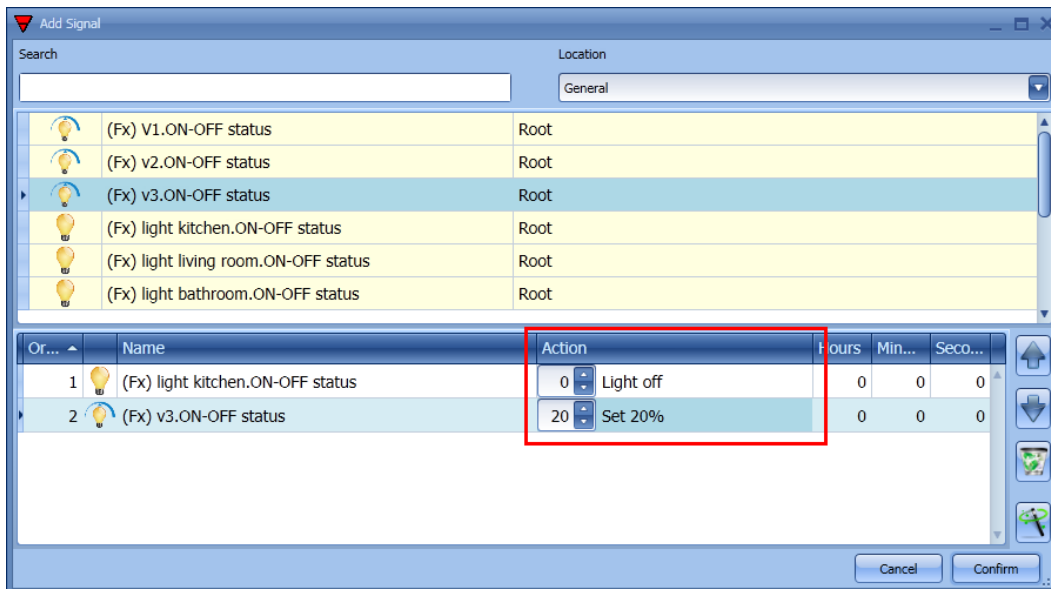 Add Signal
Search Location
General
(Fx) V1.ON-OFF status Root
(Fx) v2.ON-OFF status Root
(Fx) v3.ON-OFF status Root
(Fx) light kitchen.ON-OFF status Root
(Fx) light living room.ON-OFF status Root
(Fx) light bathroom.ON-OFF status Root
Or... Name Action Hours Min... Seco...
1 (Fx) light kitchen.ON-OFF status 0 Light off 0 0 0
2 (Fx) v3.ON-OFF status 20 Set 20% 0 0 0
Cancel Confirm